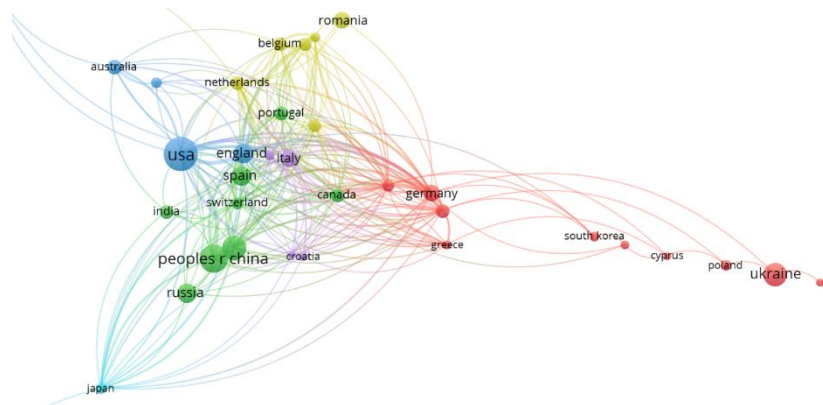 romania
belgium
australia
netherlands
portugal
usa
england
italy
spain
canada
germany
switzerland
india
south korea
greece
cyprus
peoples r china
croatia
poland
ukraine
russia
japan